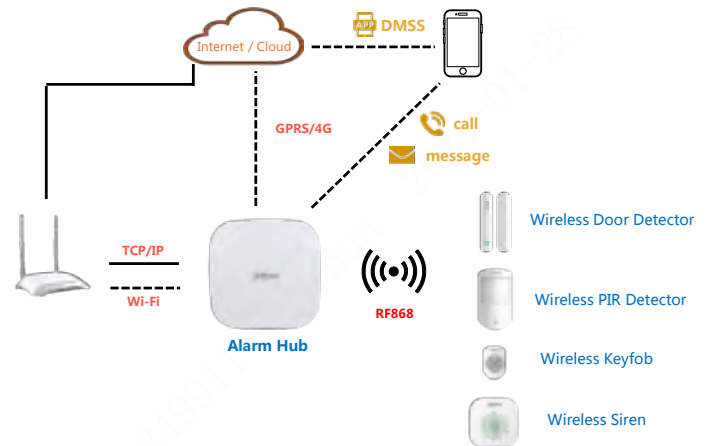 Internet / Cloud
APP DMSS
GPRS/4G
call
message
TCP/IP
Wi-Fi
Alarm Hub
RF868
Wireless Door Detector
Wireless PIR Detector
Wireless Keyfob
Wireless Siren